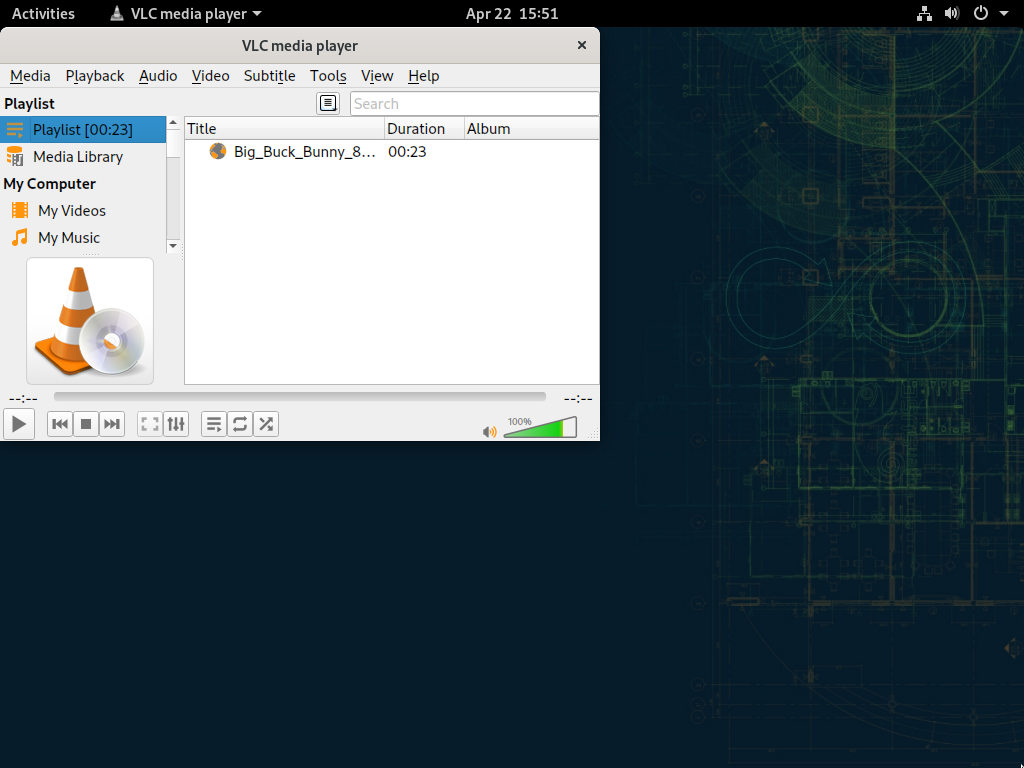 Activities VLC media player Apr 22 15:51
VLC media player
Media Playback Audio Video Subtitle Tools View Help
Playlist Search
Playlist [00:23] Title Duration Album
Big_Buck_Bunny_8... 00:23
Media Library
My Computer
My Videos
My Music
--:-- --:--
100%